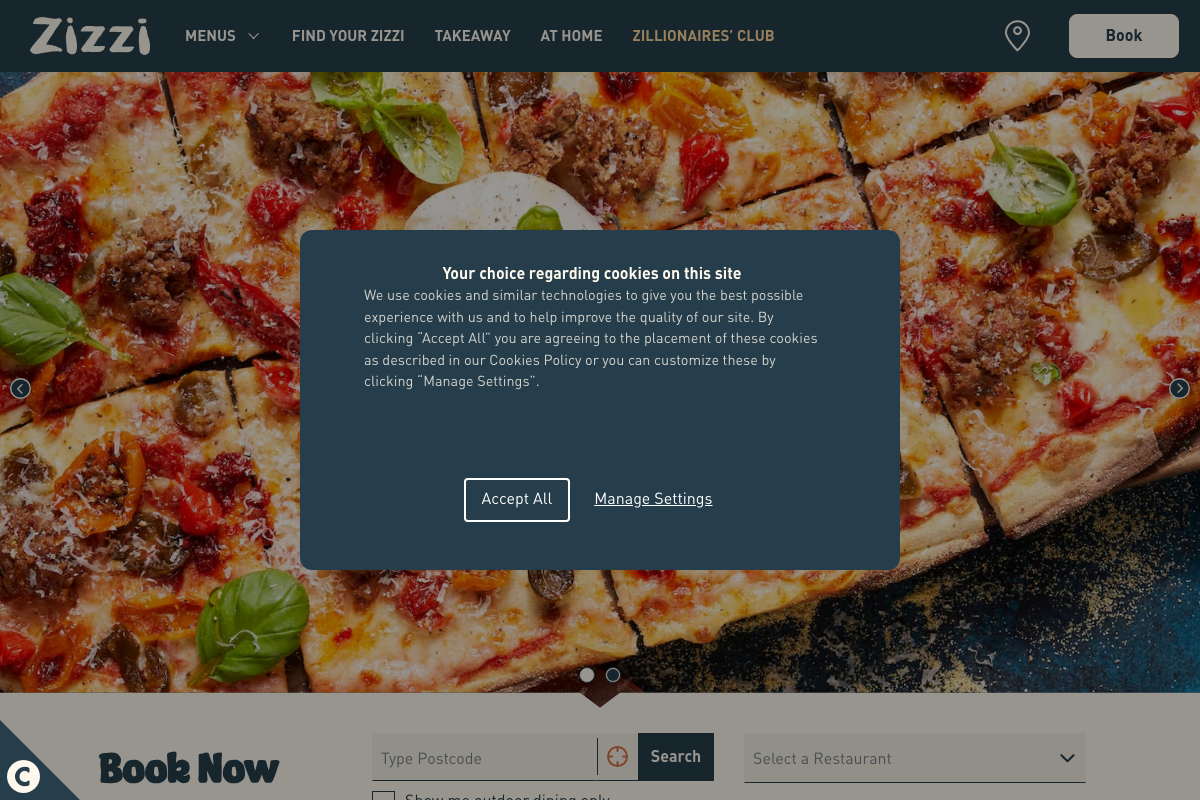 Zizzi
MENUS
FIND YOUR ZIZZI
TAKEAWAY
AT HOME
ZILLIONAIRES’ CLUB
Book
Your choice regarding cookies on this site
We use cookies and similar technologies to give you the best possible
experience with us and to help improve the quality of our site. By
clicking “Accept All” you are agreeing to the placement of these cookies
as described in our Cookies Policy or you can customize these by
clicking “Manage Settings”.
Accept All
Manage Settings
Book Now
Type Postcode
Search
Select a Restaurant
Show me outdoor dining only
C